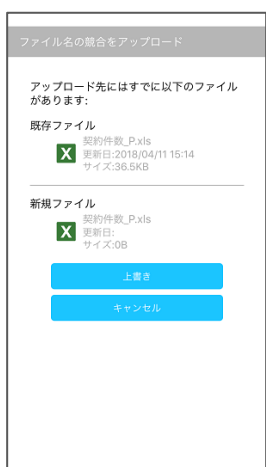 ファイル名の競合をアップロード
アップロード先にはすでに以下のファイル
があります:
既存ファイル
契約件数_P.xls
更新日:2018/04/11 15:14
サイズ:36.5KB
新規ファイル
契約件数_P.xls
更新日:
サイズ:0B
上書き
キャンセル